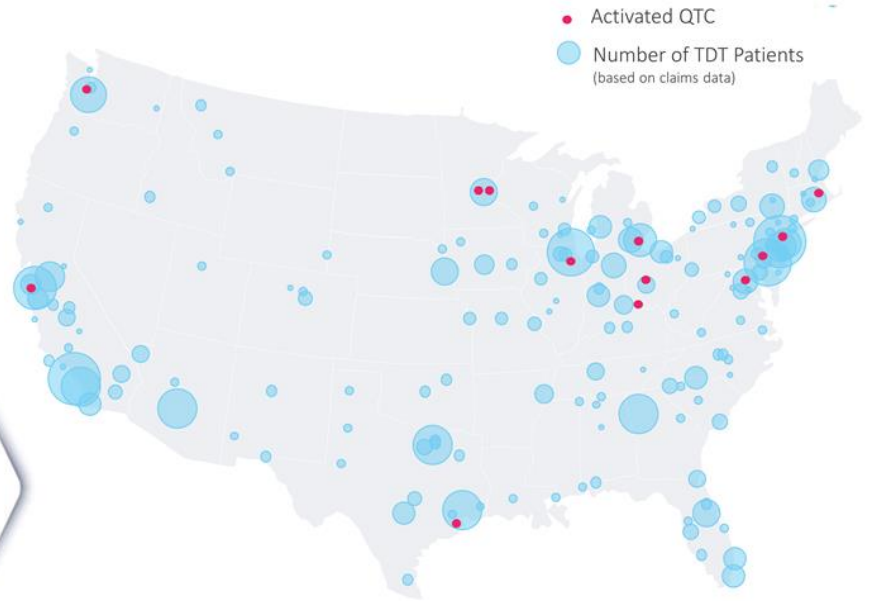 Activated QTC
Number of TDT Patients
(based on claims data)